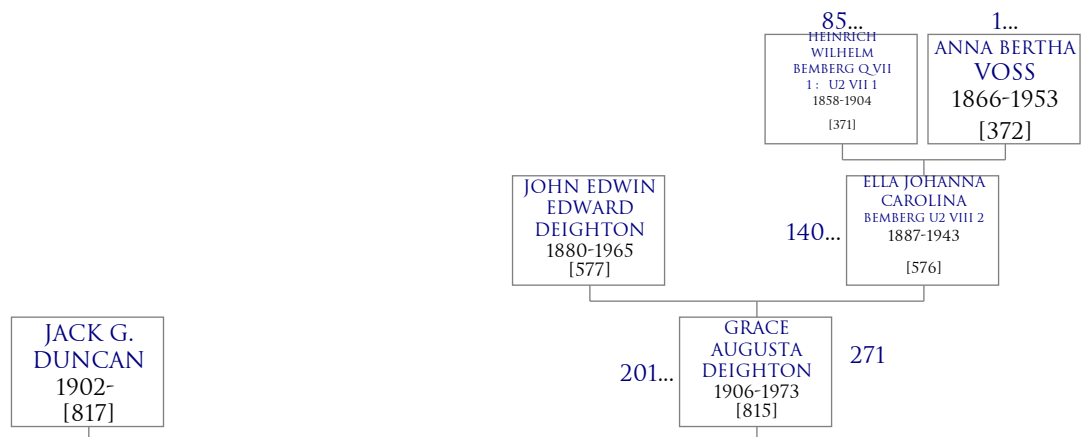 85...
1...
HEINRICH
WILHELM
BEMBERG Q VII
1 : U2 VII 1
1858-1904
[371]
ANNA BERTHA
VOSS
1866-1953
[372]
JOHN EDWIN
EDWARD
DEIGHTON
1880-1965
[577]
140...
ELLA JOHANNA
CAROLINA
BEMBERG U2 VIII 2
1887-1943
[576]
JACK G.
DUNCAN
1902-
[817]
201...
GRACE
AUGUSTA
DEIGHTON
1906-1973
[815]
271